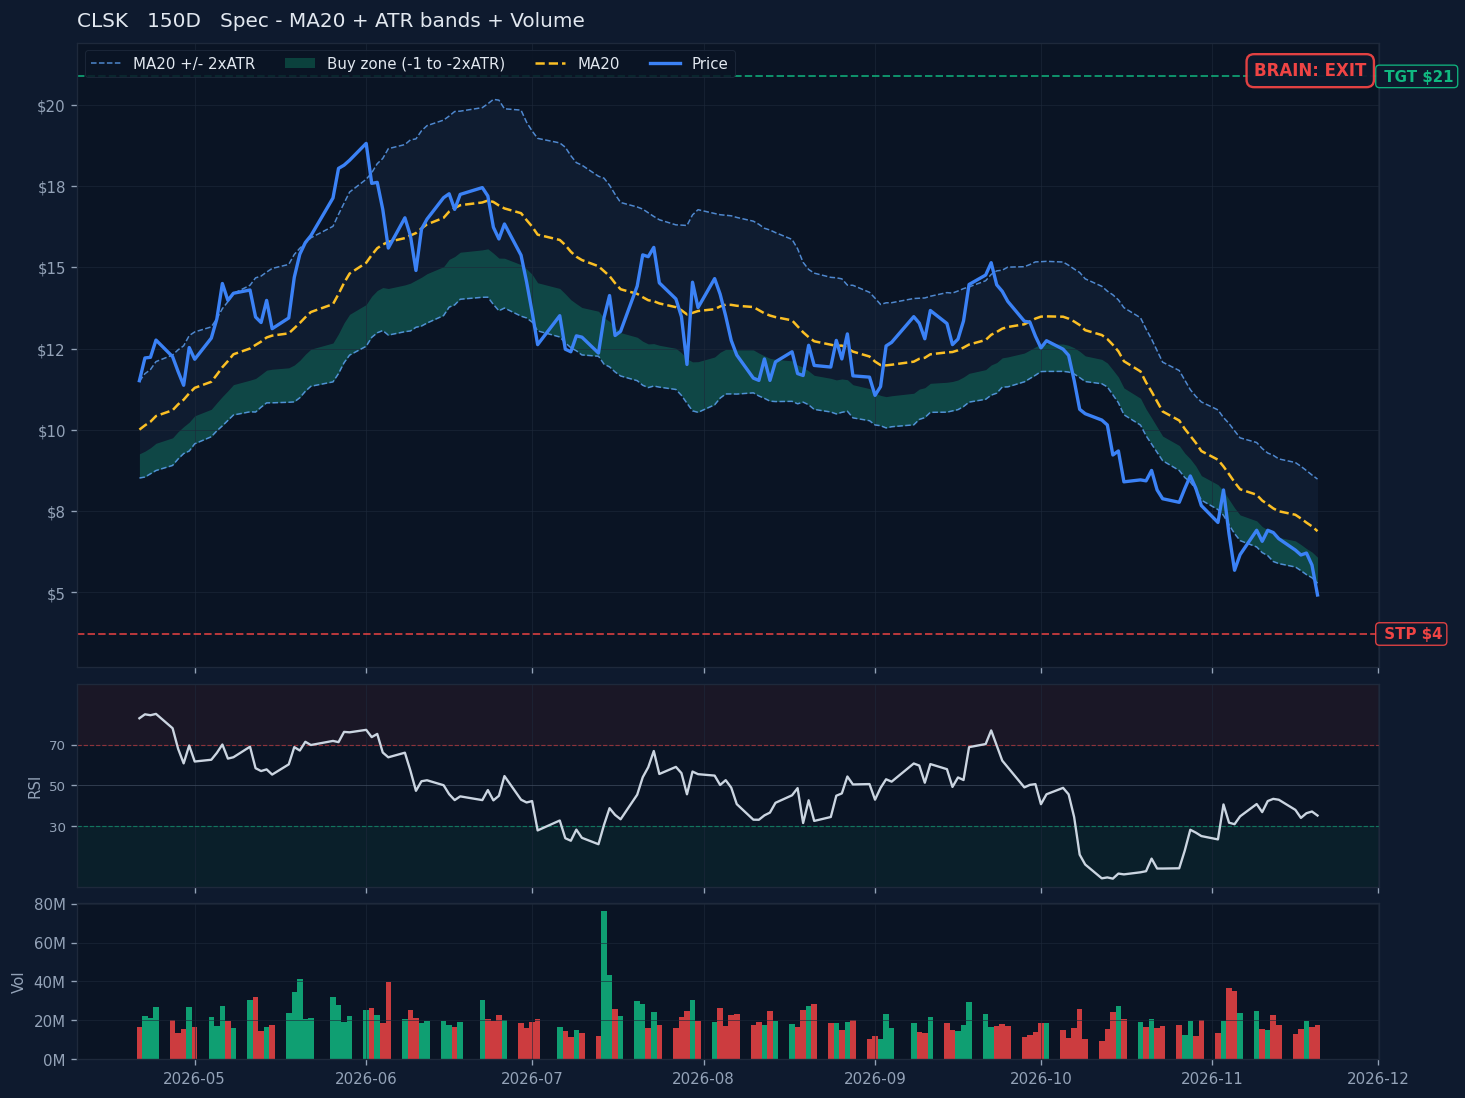 CLSK   150D   Spec - MA20 + ATR bands + Volume
MA20 +/- 2xATR
Buy zone (-1 to -2xATR)
MA20
Price
BRAIN: EXIT
TGT $21
$20
$18
$15
$12
$10
$8
$5
STP $4
RSI
70
50
30
Vol
80M
60M
40M
20M
0M
2026-05
2026-06
2026-07
2026-08
2026-09
2026-10
2026-11
2026-12